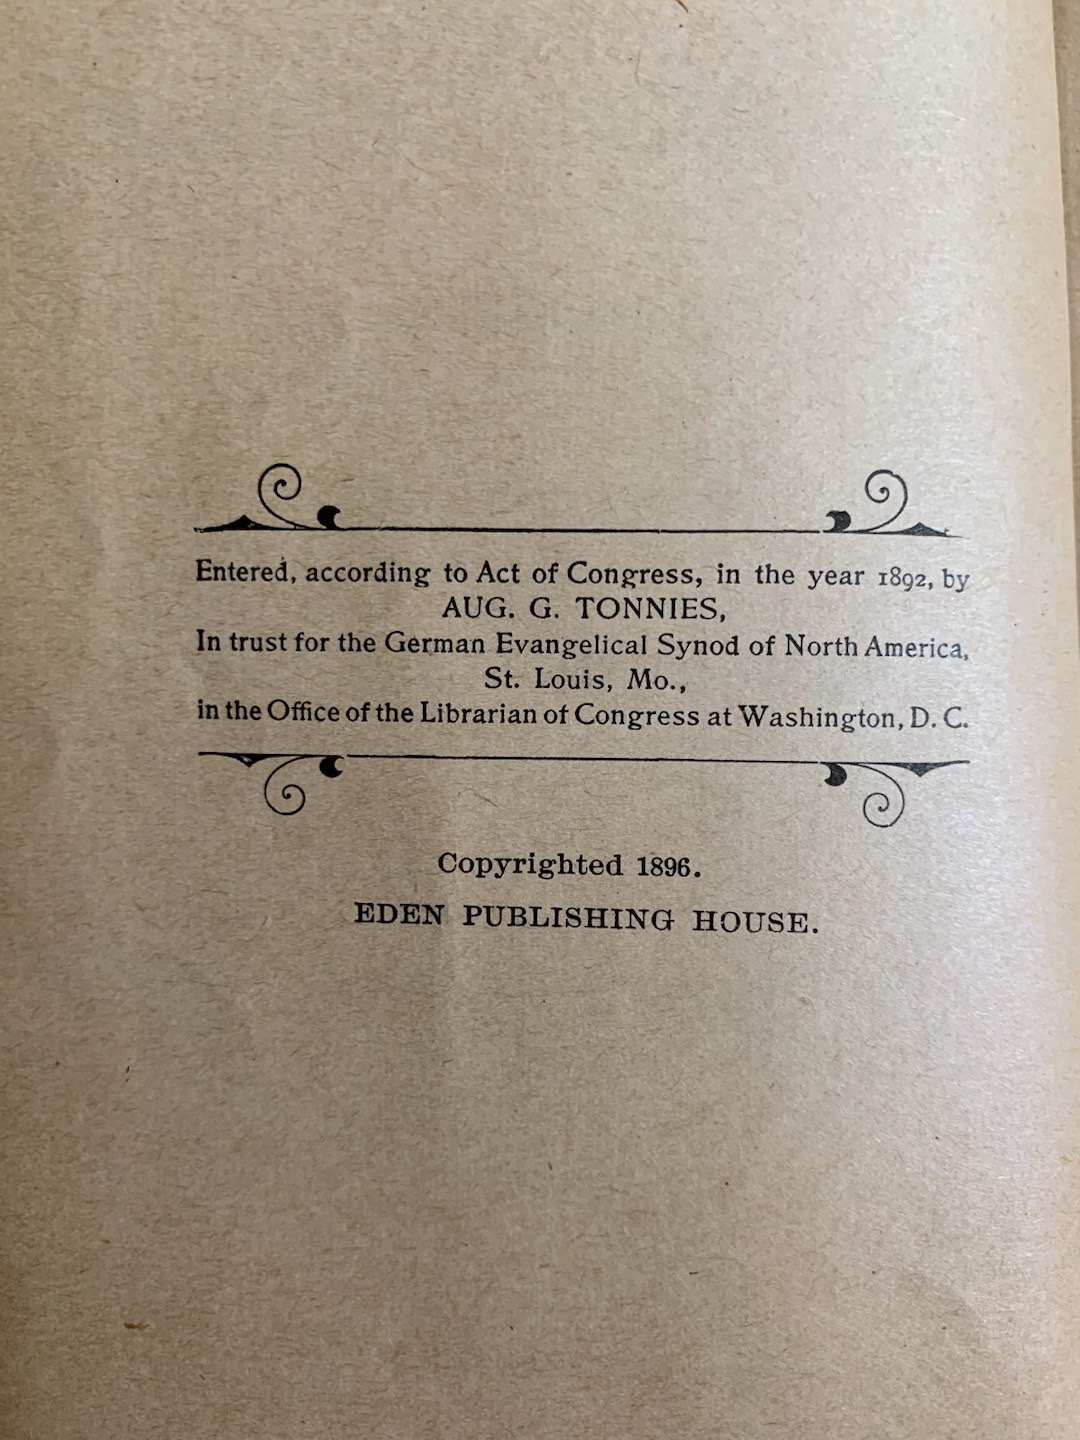 Entered, according to Act of Congress, in the year 1892, by
AUG. G. TONNIES,
In trust for the German Evangelical Synod of North America,
St. Louis, Mo.,
in the Office of the Librarian of Congress at Washington, D. C.
Copyrighted 1896.
EDEN PUBLISHING HOUSE.